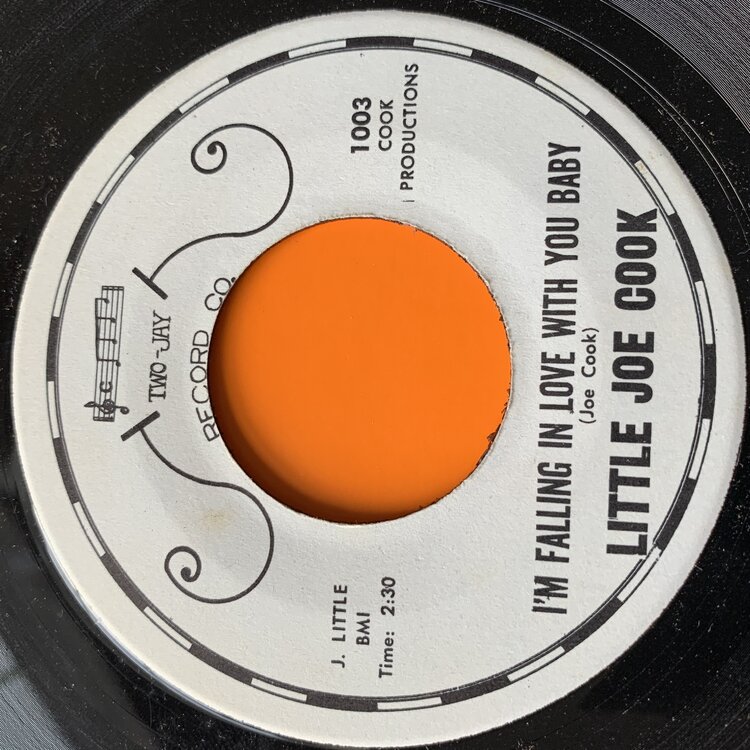 TWO-JAY
RECORD CO.
J. LITTLE
BMI
Time: 2:30
1003
COOK
PRODUCTIONS
I'M FALLING IN LOVE WITH YOU BABY
(Joe Cook)
LITTLE JOE COOK